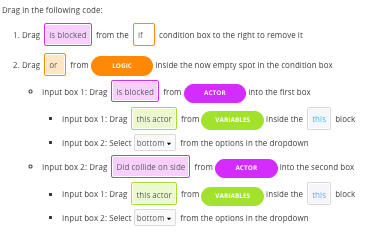 Drag in the following code:
1. Drag is blocked from the if condition box to the right to remove it
2. Drag or from LOGIC inside the now empty spot in the condition box
Input box 1: Drag is blocked from ACTOR into the first box
Input box 1: Drag this actor from VARIABLES inside the this block
Input box 2: Select bottom from the options in the dropdown
Input box 2: Drag Did collide on side from ACTOR into the second box
Input box 1: Drag this actor from VARIABLES inside the this block
Input box 2: Select bottom from the options in the dropdown